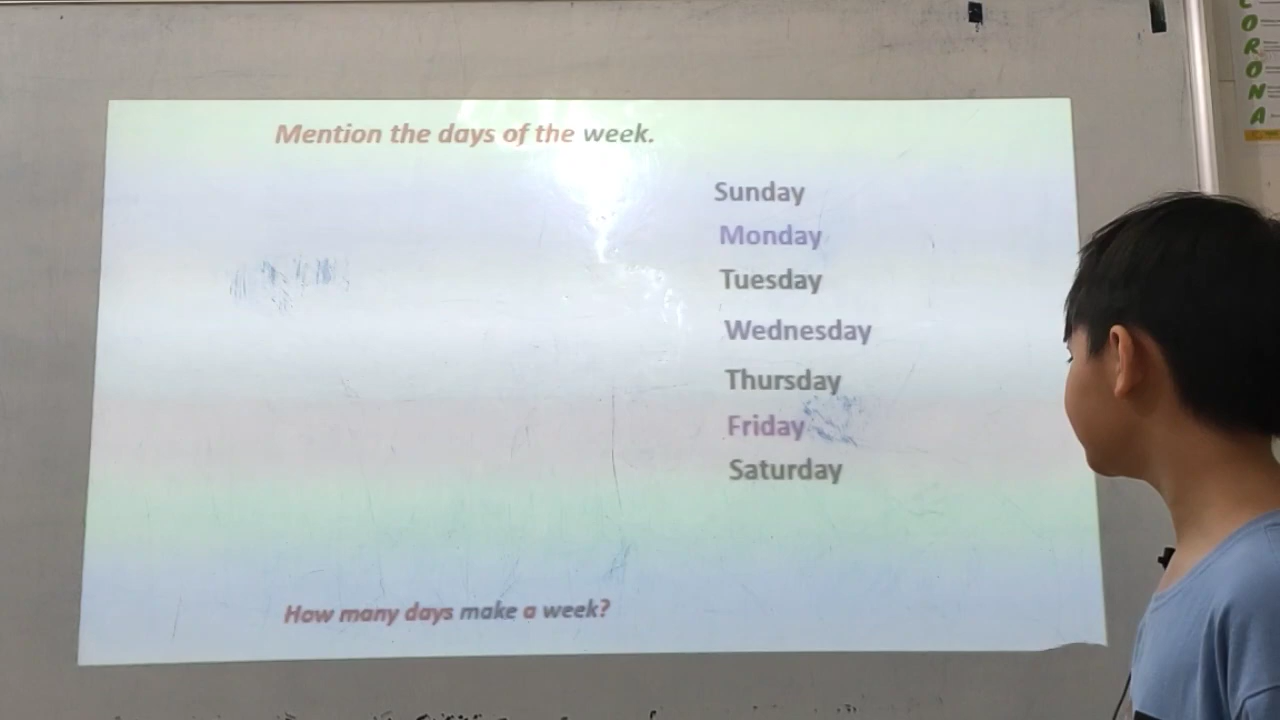 Mention the days of the week.
Sunday
Monday
Tuesday
Wednesday
Thursday
Friday
Saturday
How many days make a week?
O
R
O
N
A